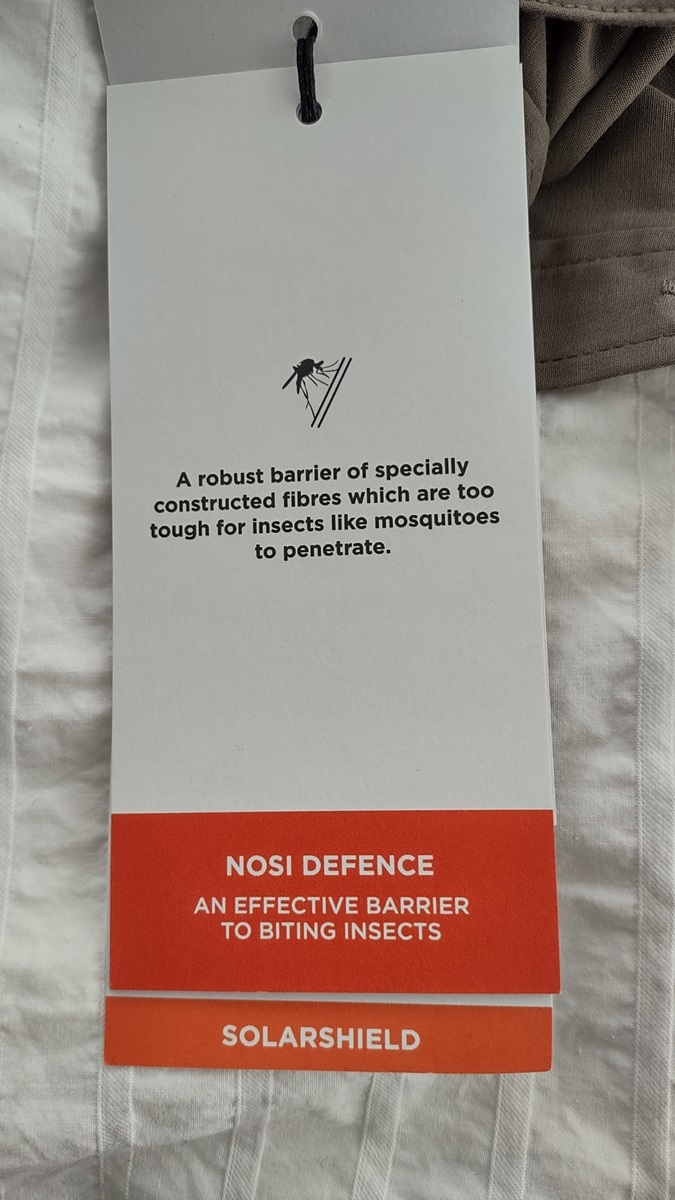 A robust barrier of specially
constructed fibres which are too
tough for insects like mosquitoes
to penetrate.
NOSI DEFENCE
AN EFFECTIVE BARRIER
TO BITING INSECTS
SOLARSHIELD